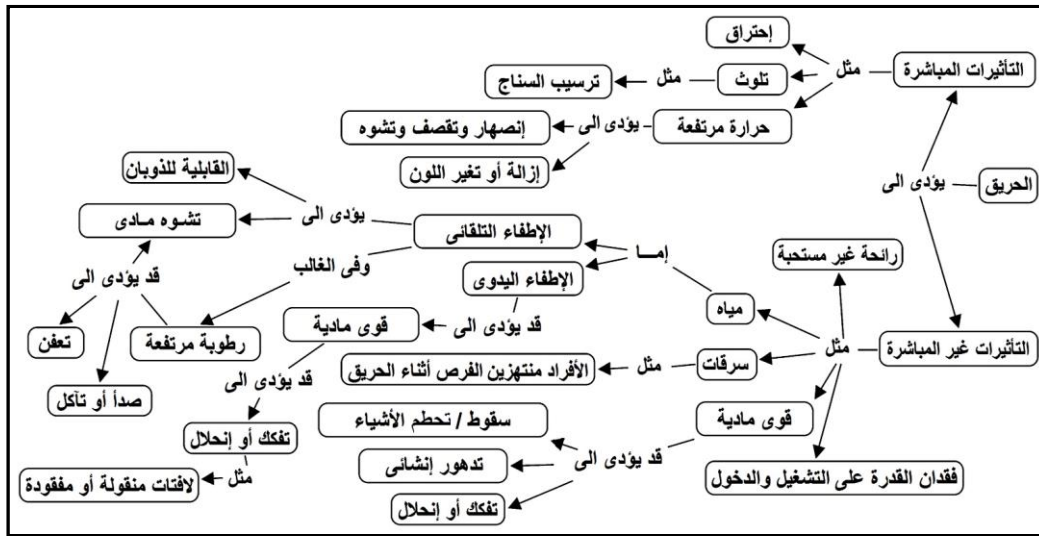 إحتراق
التأثيرات المباشرة
مثل
تلوث
مثل
ترسيب السناج
حرارة مرتفعة
يؤدى الى
إنصهار وتقصف وتشوه
إزالة أو تغير اللون
الحريق
يؤدى الى
القابلية للذوبان
يؤدى الى
تشوه مادى
الإطفاء التلقائى
إمــا
رائحة غير مستحبة
وفى الغالب
قد يؤدى الى
الإطفاء اليدوى
مياه
قد يؤدى الى
قوى مادية
رطوبة مرتفعة
تعفن
التأثيرات غير المباشرة
مثل
سرقات
مثل
الأفراد منتهزين الفرص أثناء الحريق
قد يؤدى الى
صدأ أو تآكل
قوى مادية
سقوط / تحطم الأشياء
تفكك أو إنحلال
قد يؤدى الى
تدهور إنشائى
فقدان القدرة على التشغيل والدخول
مثل
لافتات منقولة أو مفقودة
تفكك أو إنحلال